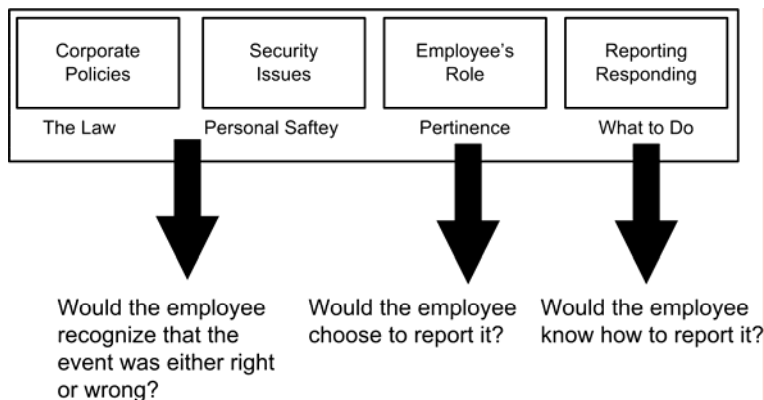 Corporate
Policies
Security
Issues
Employee's
Role
Reporting
Responding
The Law
Personal Saftey
Pertinence
What to Do
Would the employee
recognize that the
event was either right
or wrong?
Would the employee
choose to report it?
Would the employee
know how to report it?